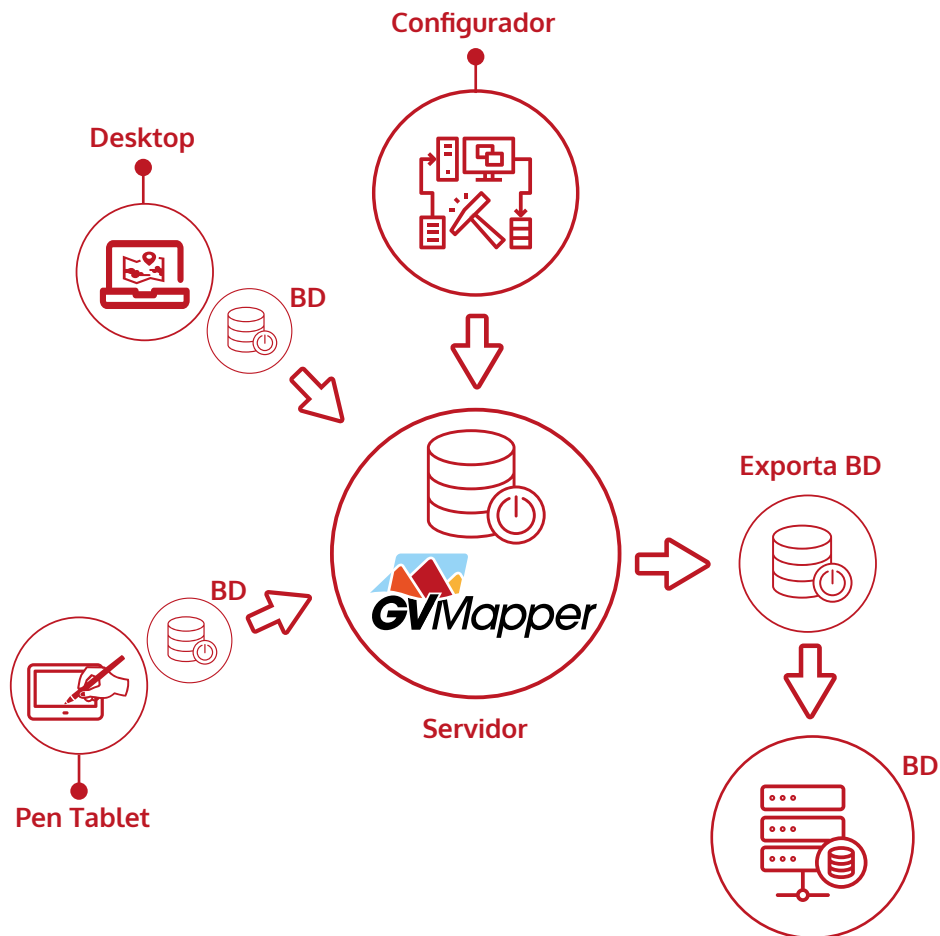 Configurador
Desktop
BD
Exporta BD
GVMapper
BD
Servidor
BD
Pen Tablet